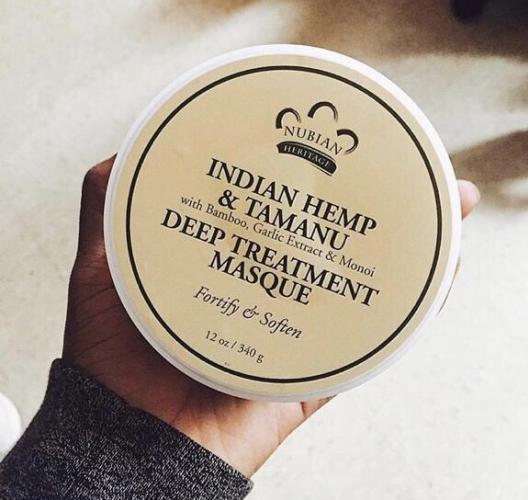 NUBIAN
HERITAGE
INDIAN HEMP
& TAMANU
with Bamboo, Garlic Extract & Monoi
DEEP TREATMENT
MASQUE
Fortify & Soften
12 oz / 340 g